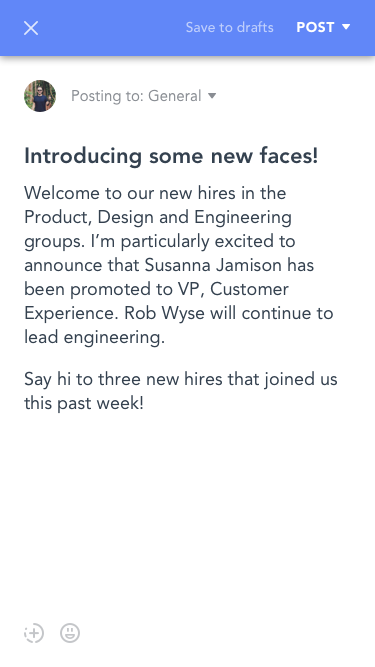 Save to drafts
POST
Posting to: General
Introducing some new faces!
Welcome to our new hires in the
Product, Design and Engineering
groups. I’m particularly excited to
announce that Susanna Jamison has
been promoted to VP, Customer
Experience. Rob Wyse will continue to
lead engineering.
Say hi to three new hires that joined us
this past week!